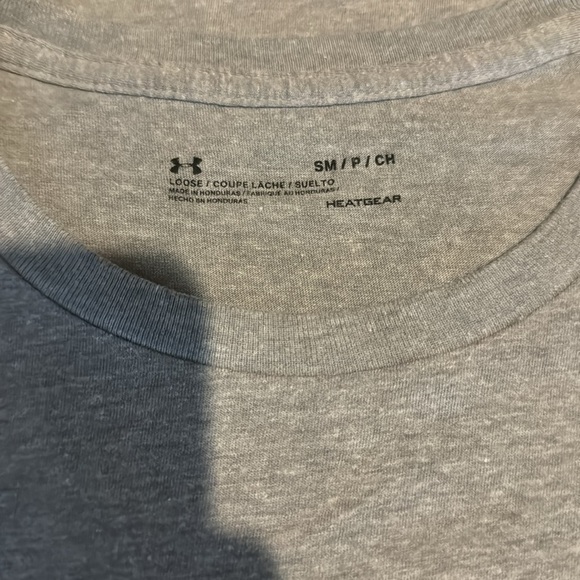 SM / P / CH
LOOSE / COUPE LÂCHE / SUELTO
MADE IN HONDURAS / FABRIQUÉ AU HONDURAS /
HECHO EN HONDURAS
HEATGEAR